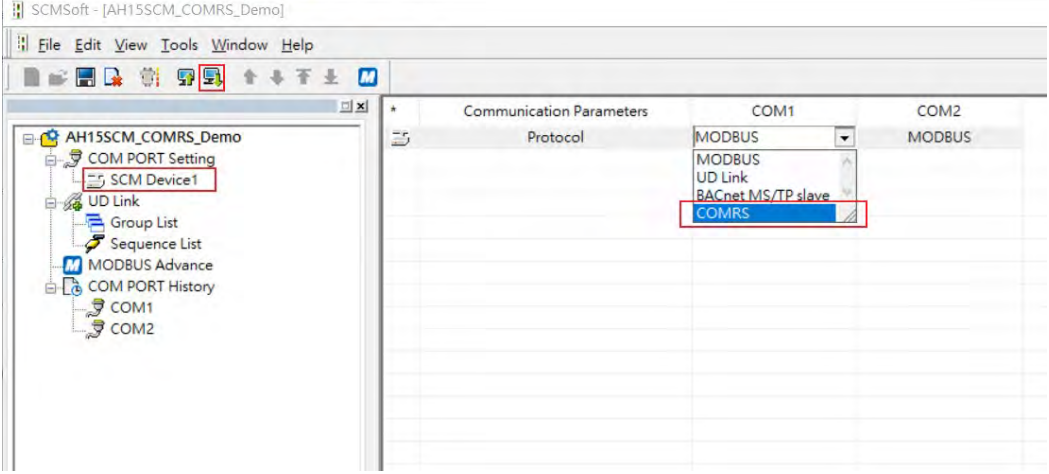 SCMSoft - [AH15SCM_COMRS_Demo]
File Edit View Tools Window Help
M
* Communication Parameters COM1 COM2
Protocol MODBUS MODBUS
MODBUS
UD Link
BACnet MS/TP slave
COMRS
AH15SCM_COMRS_Demo
COM PORT Setting
SCM Device1
UD Link
Group List
Sequence List
M MODBUS Advance
COM PORT History
COM1
COM2